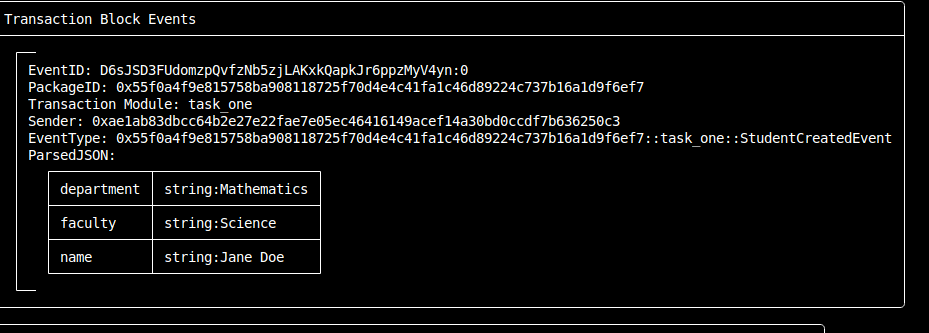 Transaction Block Events
EventID: D6sJSD3FUdomzpQvfzNb5zjLAKxkQapkJr6ppzMyV4yn:0
PackageID: 0x55f0a4f9e815758ba908118725f70d4e4c41fa1c46d89224c737b16a1d9f6ef7
Transaction Module: task_one
Sender: 0xae1ab83dbcc64b2e27e22fae7e05ec46416149acef14a30bd0ccdf7b636250c3
EventType: 0x55f0a4f9e815758ba908118725f70d4e4c41fa1c46d89224c737b16a1d9f6ef7::task_one::StudentCreatedEvent
ParsedJSON:
department string:Mathematics
faculty string:Science
name string:Jane Doe